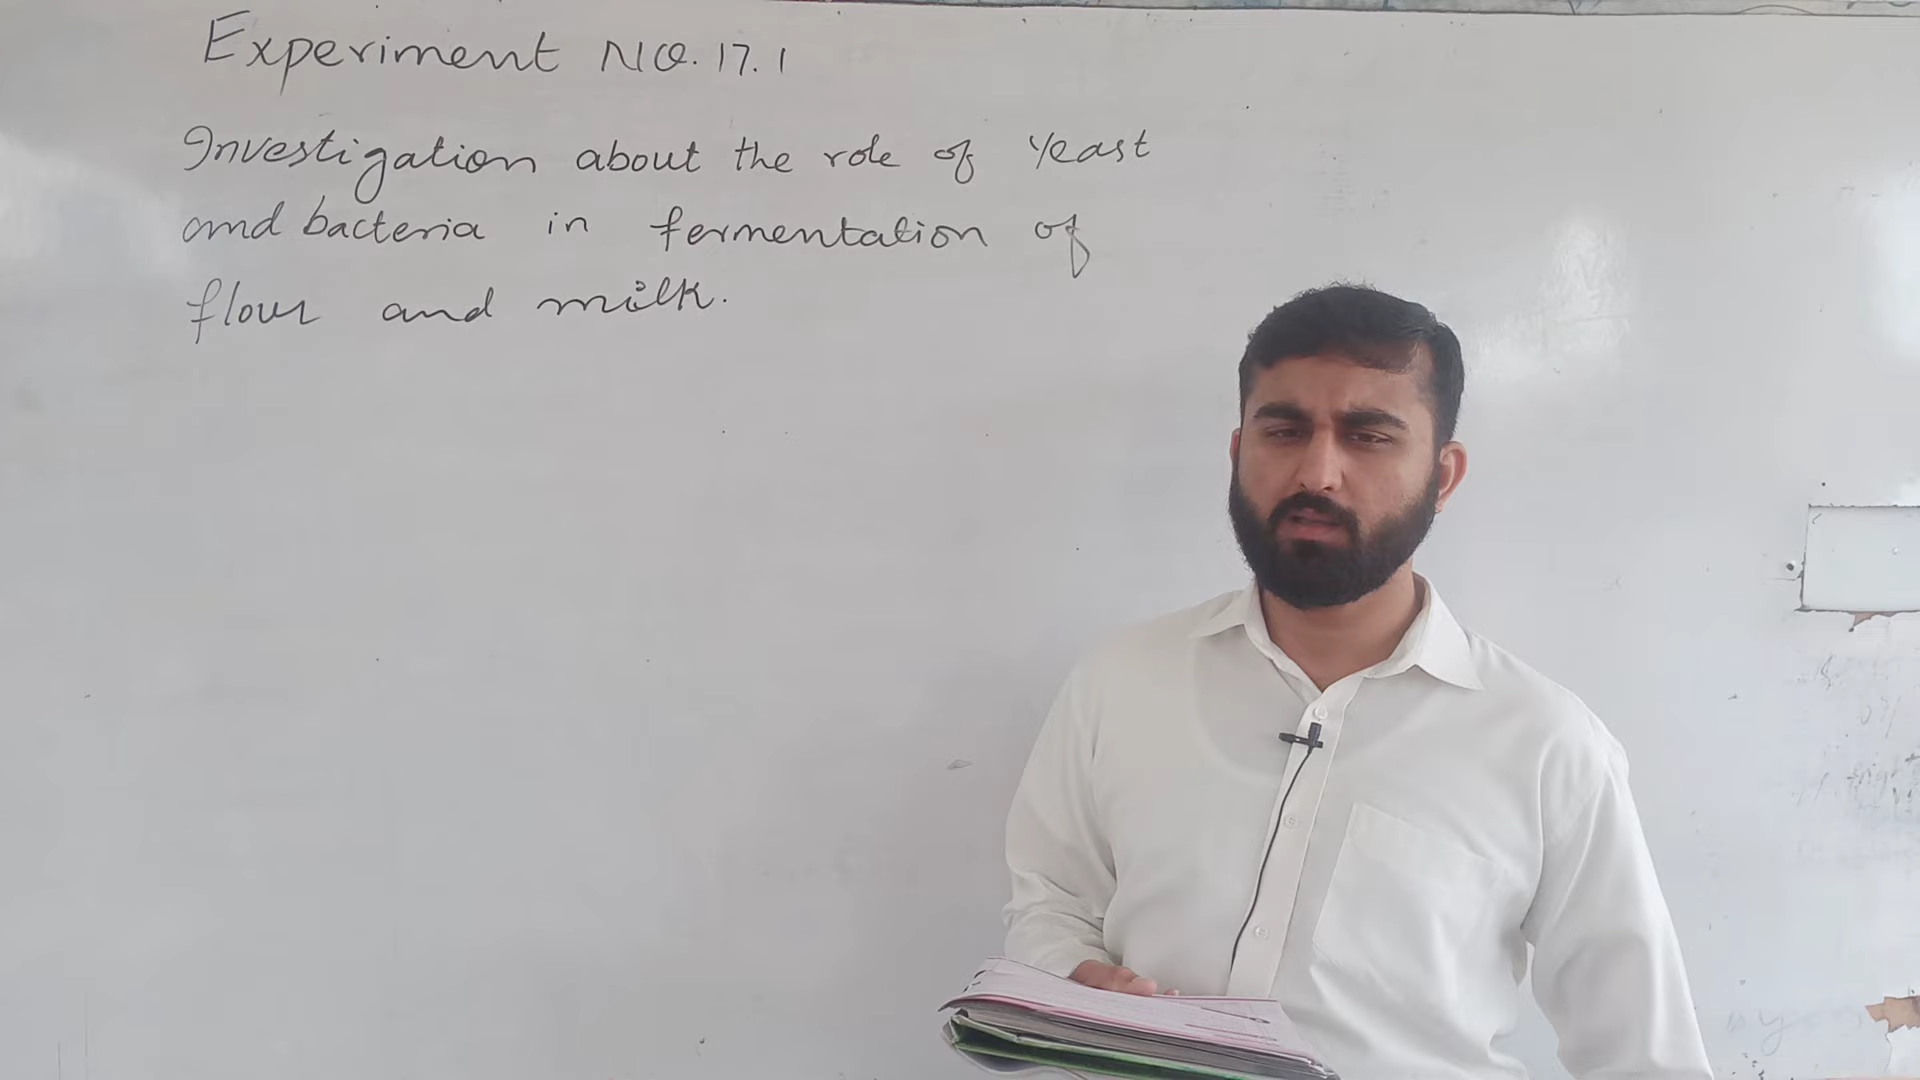 Experiment NO. 17.1
Investigation about the role of Yeast
and bacteria in fermentation of
flour and milk.